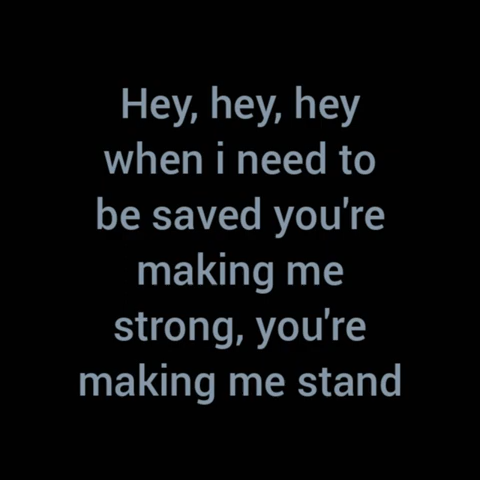 Hey, hey, hey
when i need to
be saved you're
making me
strong, you're
making me stand